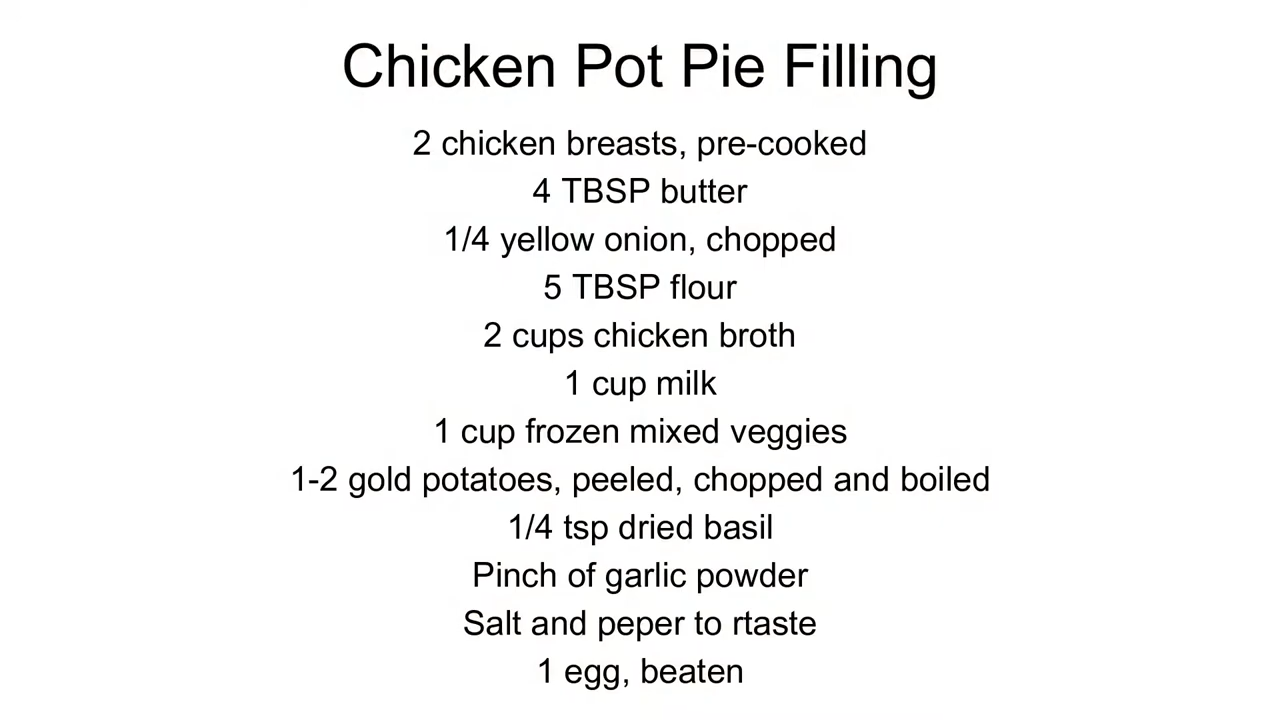 Chicken Pot Pie Filling
2 chicken breasts, pre-cooked
4 TBSP butter
1/4 yellow onion, chopped
5 TBSP flour
2 cups chicken broth
1 cup milk
1 cup frozen mixed veggies
1-2 gold potatoes, peeled, chopped and boiled
1/4 tsp dried basil
Pinch of garlic powder
Salt and peper to rtaste
1 egg, beaten